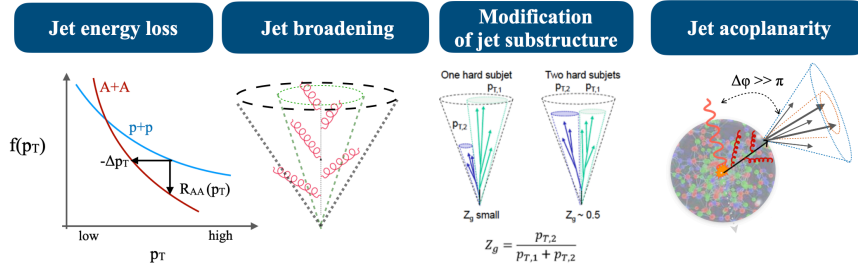 Jet energy loss
Jet broadening
Modification
of jet substructure
Jet acoplanarity
A+A
p+p
f(pT)
-ΔpT
RAA(pT)
low
high
pT
One hard subjet
pT,1
pT,2
Zg small
Two hard subjets
pT,2 pT,1
Zg ~ 0.5
Zg = pT,2 / (pT,1 + pT,2)
Δφ >> π